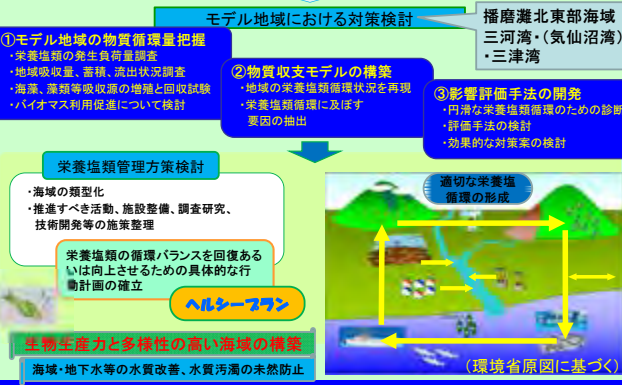 モデル地域における対策検討
播磨灘北東部海域
三河湾・(気仙沼湾)
・三津湾
①モデル地域の物質循環量把握
・栄養塩類の発生負荷量調査
・地域吸収量、蓄積、流出状況調査
・海藻、藻類等吸収源の増殖と回収試験
・バイオマス利用促進について検討
②物質収支モデルの構築
・地域の栄養塩類循環状況を再現
・栄養塩類循環に及ぼす
要因の抽出
③影響評価手法の開発
・円滑な栄養塩類循環のための診断
・評価手法の検討
・効果的な対策案の検討
栄養塩類管理方策検討
・海域の類型化
・推進すべき活動、施設整備、調査研究、
技術開発等の施策整理
栄養塩類の循環バランスを回復ある
いは向上させるための具体的な行
動計画の確立
ヘルシープラン
生物生産力と多様性の高い海域の構築
海域・地下水等の水質改善、水質汚濁の未然防止
適切な栄養塩
循環の形成
(環境省原図に基づく)